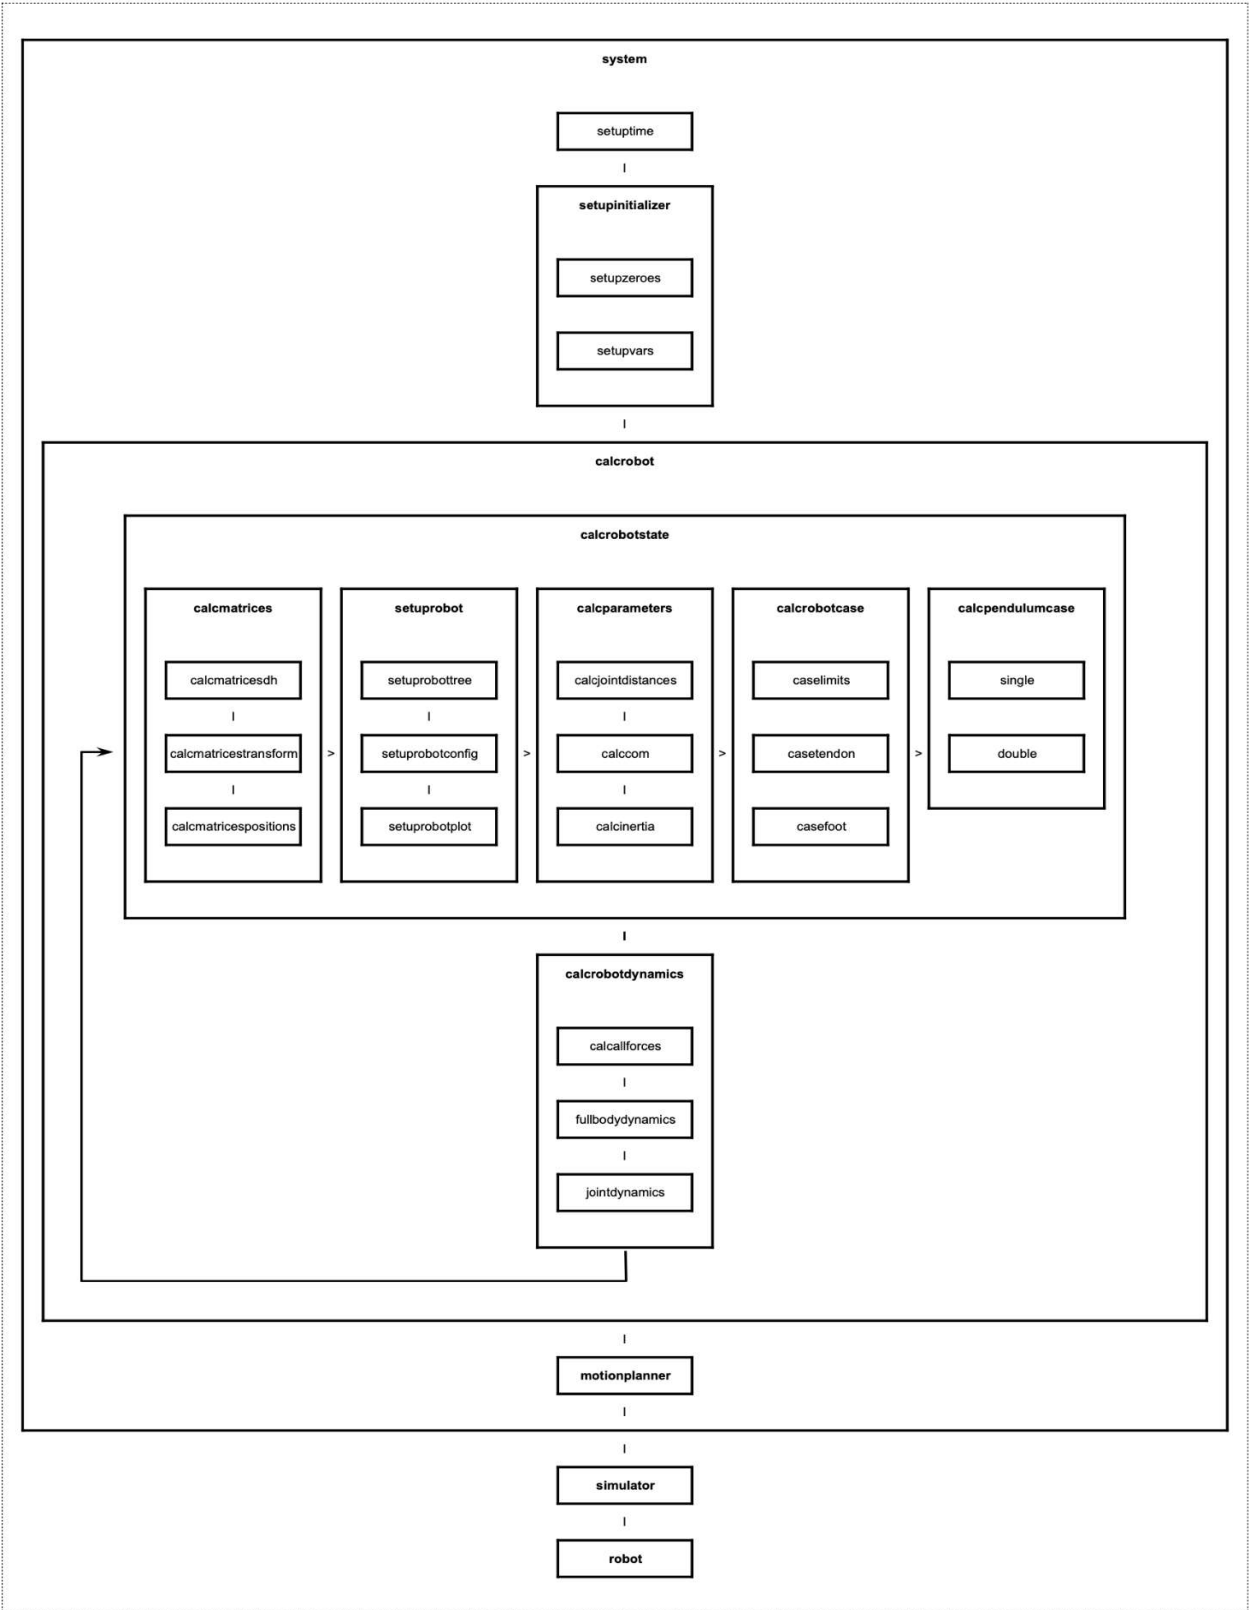 system
setuptime
setupinitializer
setupzeroes
setupvars
calcrobot
calcrobotstate
calcmatrices
calcmatricesdh
calcmatricestransform
calcmatricespositions
>
setuprobot
setuprobottree
setuprobotconfig
setuprobotplot
>
calcparameters
calcjointdistances
calccom
calcinertia
>
calcrobotcase
caselimits
casetendon
casefoot
>
calcpendulumcase
single
double
calcrobotdynamics
calcallforces
fullbodydynamics
jointdynamics
motionplanner
simulator
robot